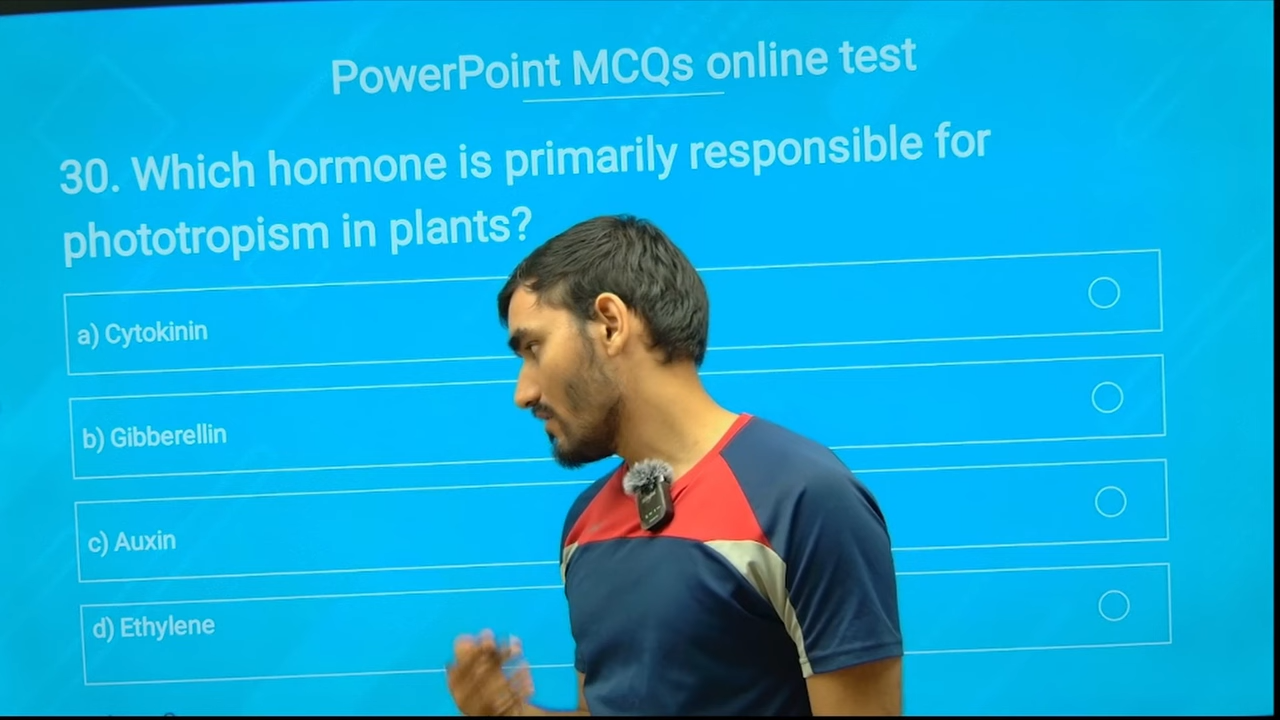 PowerPoint MCQs online test
30. Which hormone is primarily responsible for
phototropism in plants?
a) Cytokinin
b) Gibberellin
c) Auxin
d) Ethylene